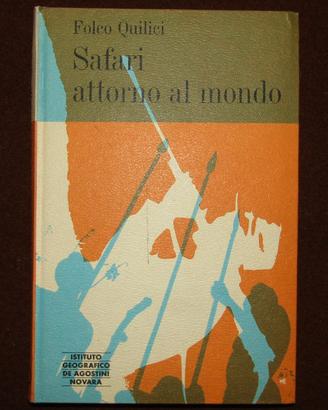 Folco Quilici
Safari
attorno al mondo
ISTITUTO
GEOGRAFICO
DE AGOSTINI
NOVARA